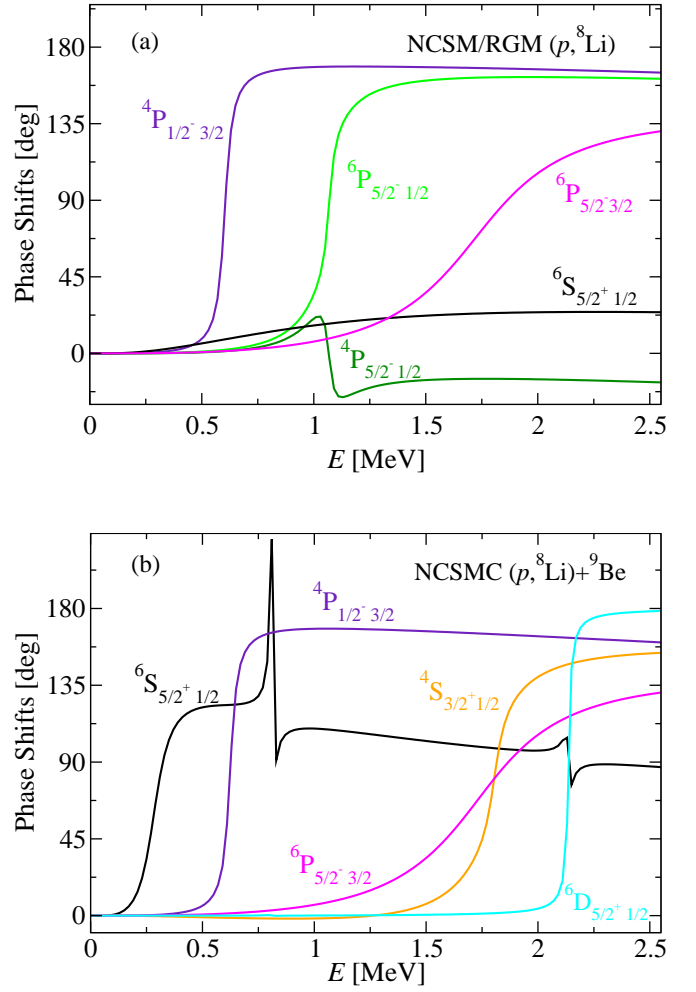 (a)
NCSM/RGM (p,⁸Li)
180
135
90
45
0
Phase Shifts [deg]
⁴P₁/₂⁻ ₃/₂
⁶P₅/₂⁻ ₁/₂
⁶P₅/₂⁻ ₃/₂
⁶S₅/₂⁺ ₁/₂
⁴P₅/₂⁻ ₁/₂
0 0.5 1 1.5 2 2.5
E [MeV]
(b)
NCSMC (p,⁸Li)+⁹Be
180
135
90
45
0
Phase Shifts [deg]
⁴P₁/₂⁻ ₃/₂
⁶S₅/₂⁺ ₁/₂
⁴S₃/₂⁺ ₁/₂
⁶P₅/₂⁻ ₃/₂
⁶D₅/₂⁺ ₁/₂
0 0.5 1 1.5 2 2.5
E [MeV]